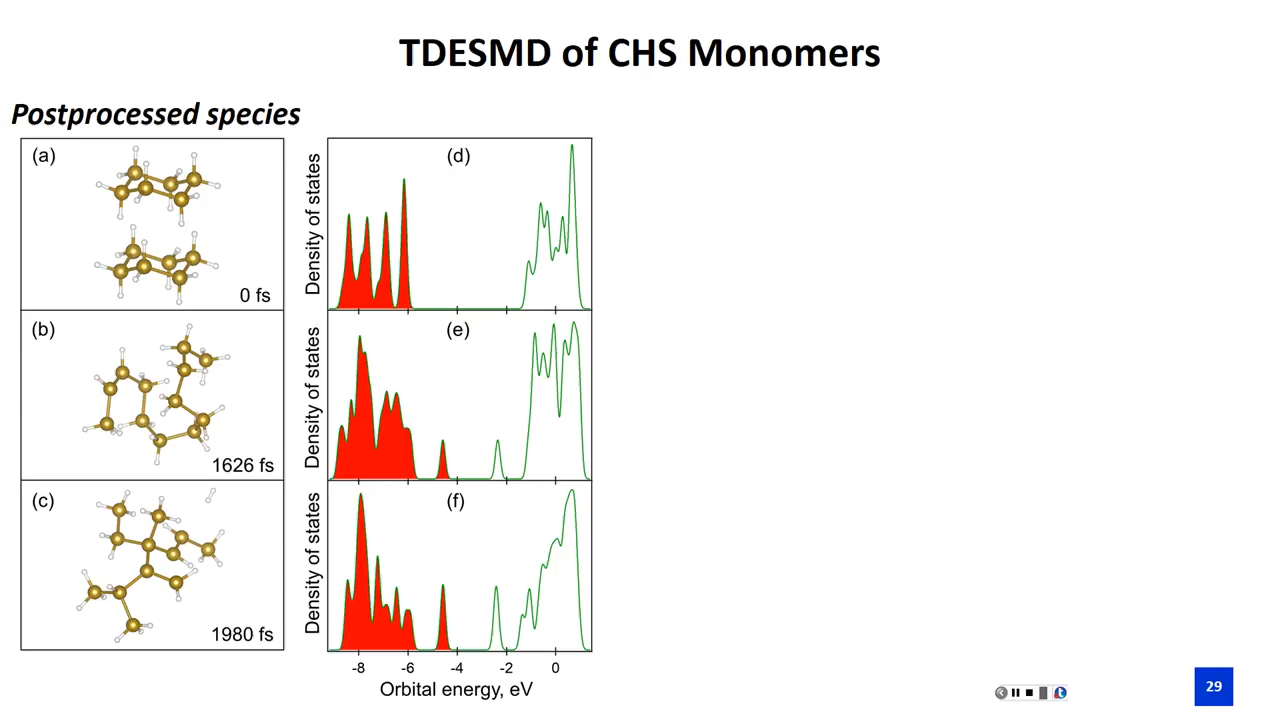 TDESMD of CHS Monomers
Postprocessed species
(a)
0 fs
(b)
1626 fs
(c)
1980 fs
Density of states
(d)
Density of states
(e)
Density of states
(f)
-8 -6 -4 -2 0
Orbital energy, eV
29